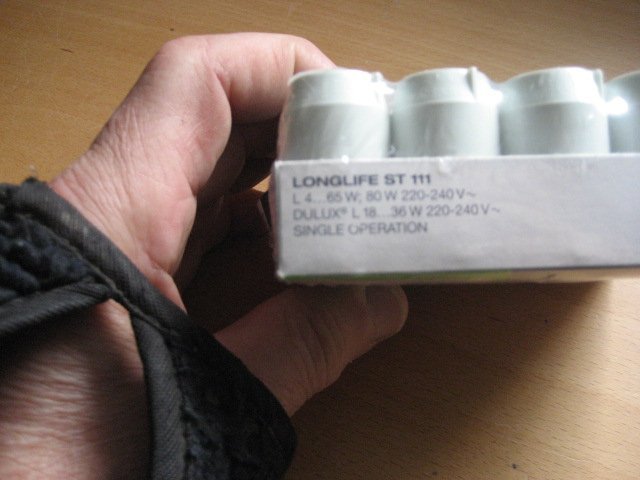 LONGLIFE ST 111
L 4...65 W; 80 W 220-240 V~
DULUX® L 18...36 W 220-240 V~
SINGLE OPERATION